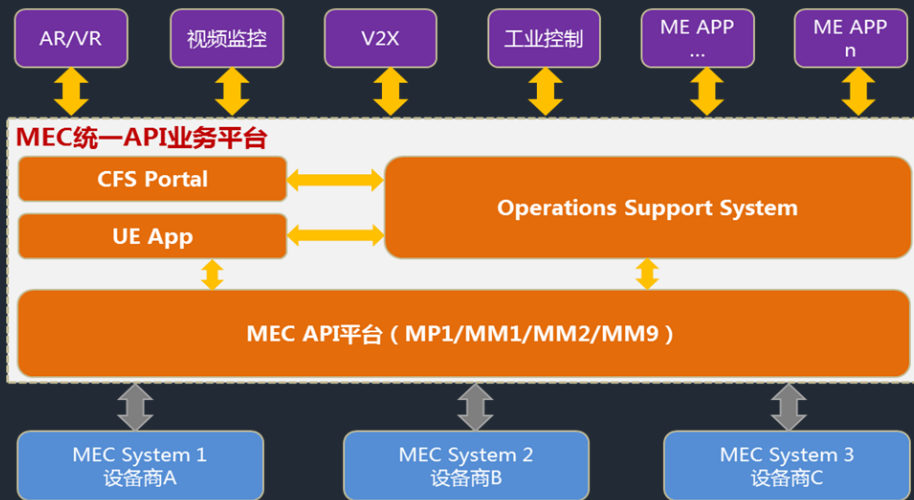 AR/VR
视频监控
V2X
工业控制
ME APP
...
ME APP
n
MEC统一API业务平台
CFS Portal
UE App
Operations Support System
MEC API平台（MP1/MM1/MM2/MM9）
MEC System 1
设备商A
MEC System 2
设备商B
MEC System 3
设备商C